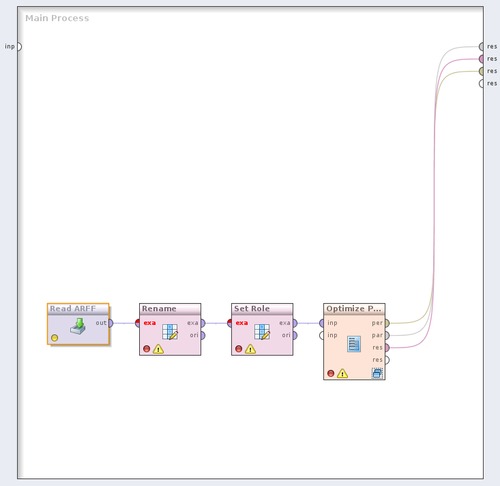 Main Process
inp
res
res
res
res
Read ARFF
out
Rename
exa
exa
ori
Set Role
exa
exa
ori
Optimize P...
inp
per
inp
par
res
res